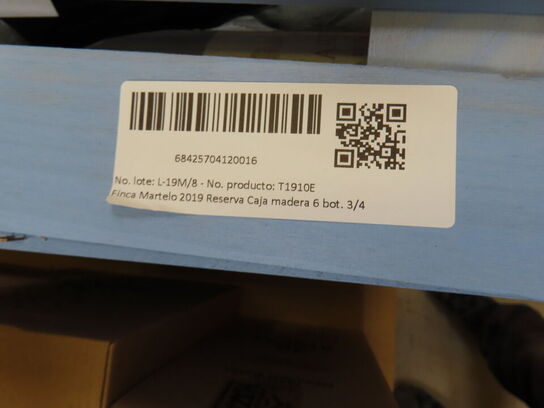 68425704120016
No. lote: L-19M/8 - No. producto: T1910E
Finca Martelo 2019 Reserva Caja madera 6 bot. 3/4